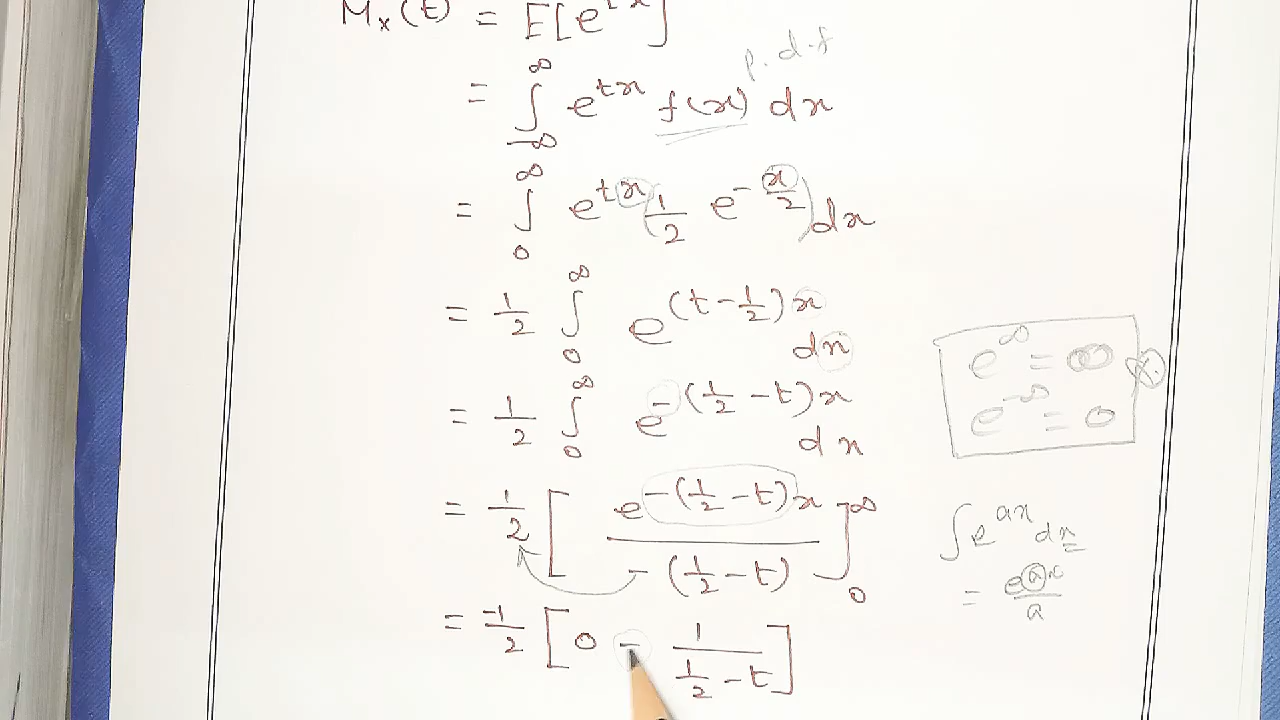 Mx(t) = E[e^tx]
p.d.f
= ∫_-∞^∞ e^tx f(x) dx
= ∫_0^∞ e^tx (1/2 e^-x/2) dx
= 1/2 ∫_0^∞ e^(t-1/2)x dx
e^∞ = ∞
e^-∞ = 0
= 1/2 ∫_0^∞ e^-(1/2-t)x dx
= 1/2 [e^-(1/2-t)x / -(1/2-t)]_0^∞
∫e^ax dx
= e^ax/a
= -1/2 [0 - 1/(1/2-t)]